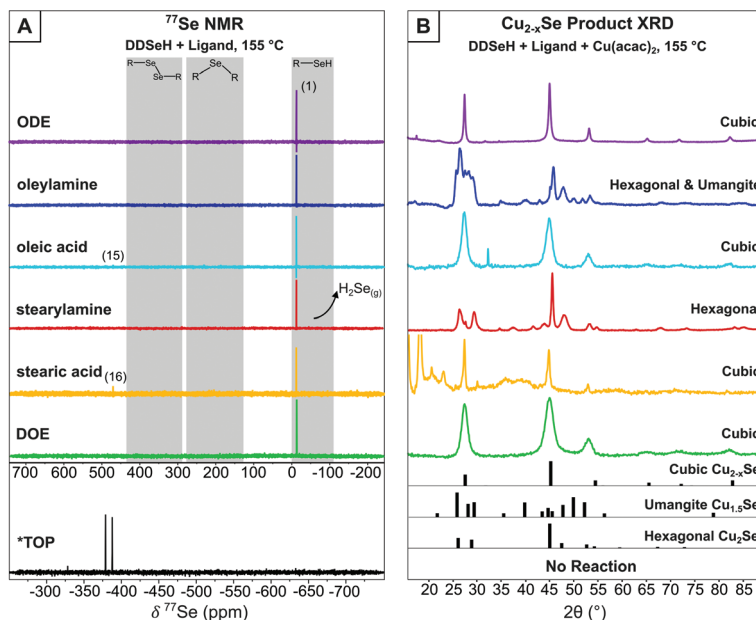 A
⁷⁷Se NMR
DDSeH + Ligand, 155 °C
R Se
Se R
Se
R R
R—SeH
(1)
ODE
oleylamine
oleic acid
(15)
stearylamine
H₂Se(g)
stearic acid
(16)
DOE
700 600 500 400 300 200 100 0 -100 -200
*TOP
-300 -350 -400 -450 -500 -550 -600 -650 -700
δ ⁷⁷Se (ppm)
B
Cu₂₋ₓSe Product XRD
DDSeH + Ligand + Cu(acac)₂, 155 °C
Cubic
Hexagonal & Umangite
Cubic
Hexagonal
Cubic
Cubic
Cubic Cu₂₋ₓSe
Umangite Cu₁.₅Se
Hexagonal Cu₂Se
No Reaction
20 25 30 35 40 45 50 55 60 65 70 75 80 85
2θ (°)